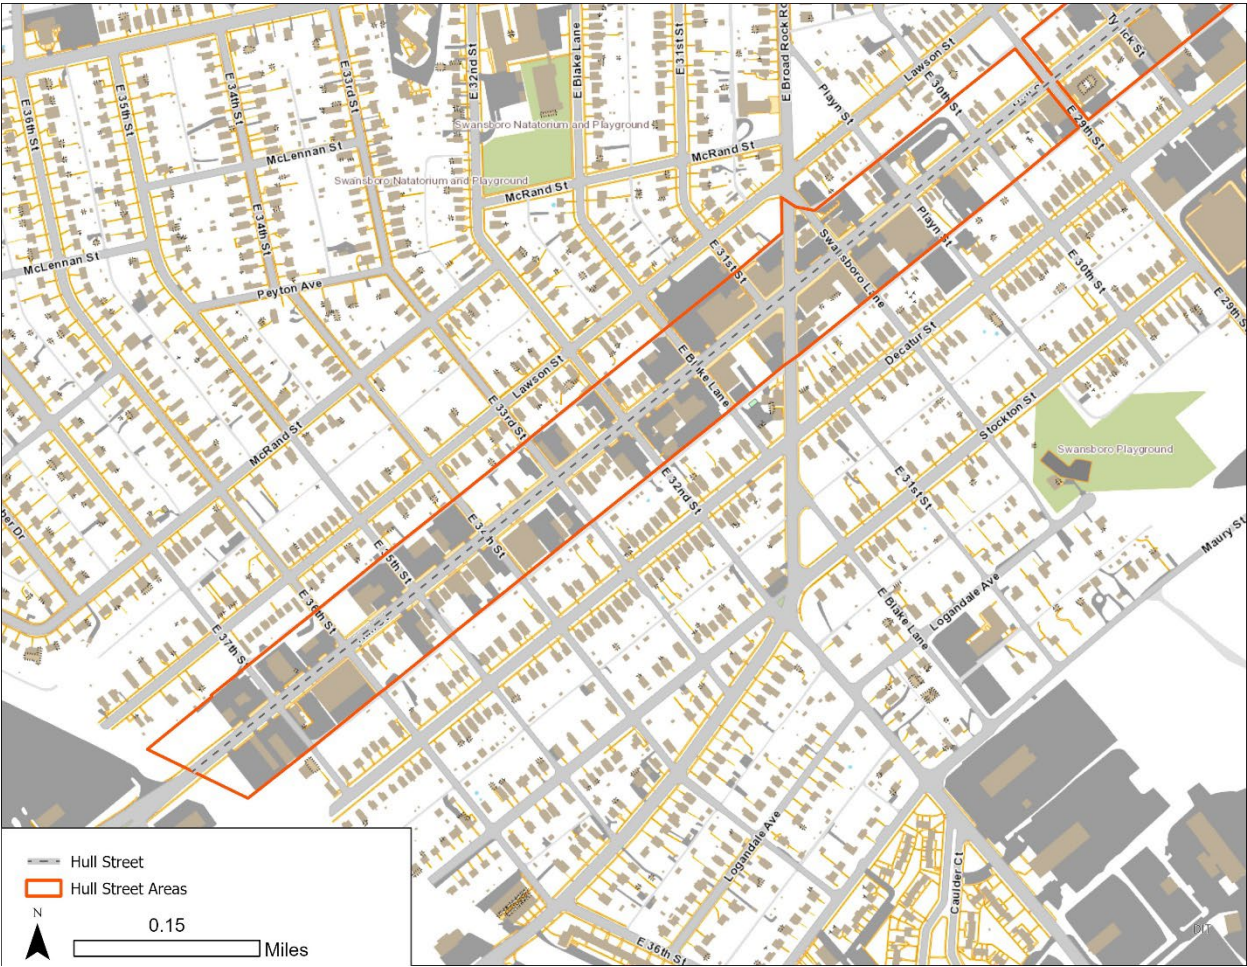 E 36th St
E 35th St
E 34th St
E 33rd St
E 32nd St
E Blake Lane
E 31st St
E Broad Rock Ro
Playn St
Lawson St
E 30th St
ick St
E 29th St
McLennan St
Swansboro Natatorium and Playground
McRand St
Swansboro Natatorium and Playground
McRand St
McLennan St
E 34th St
Peyton Ave
E 31st St
Swansboro Lane
Playn St
E 30th St
E 29th S
Decatur St
Lawson St
E Blake Lane
McRand St
E 33rd St
Stockton St
Swansboro Playground
E 32nd St
E 31st St
Maury St
E 34th St
E 35th St
E 36th St
E 37th St
ber Dr
Logandale Ave
E Blake Lane
Logandale Ave
Caulder Ct
E 36th St
DIT
Hull Street
Hull Street Areas
N
0.15
Miles